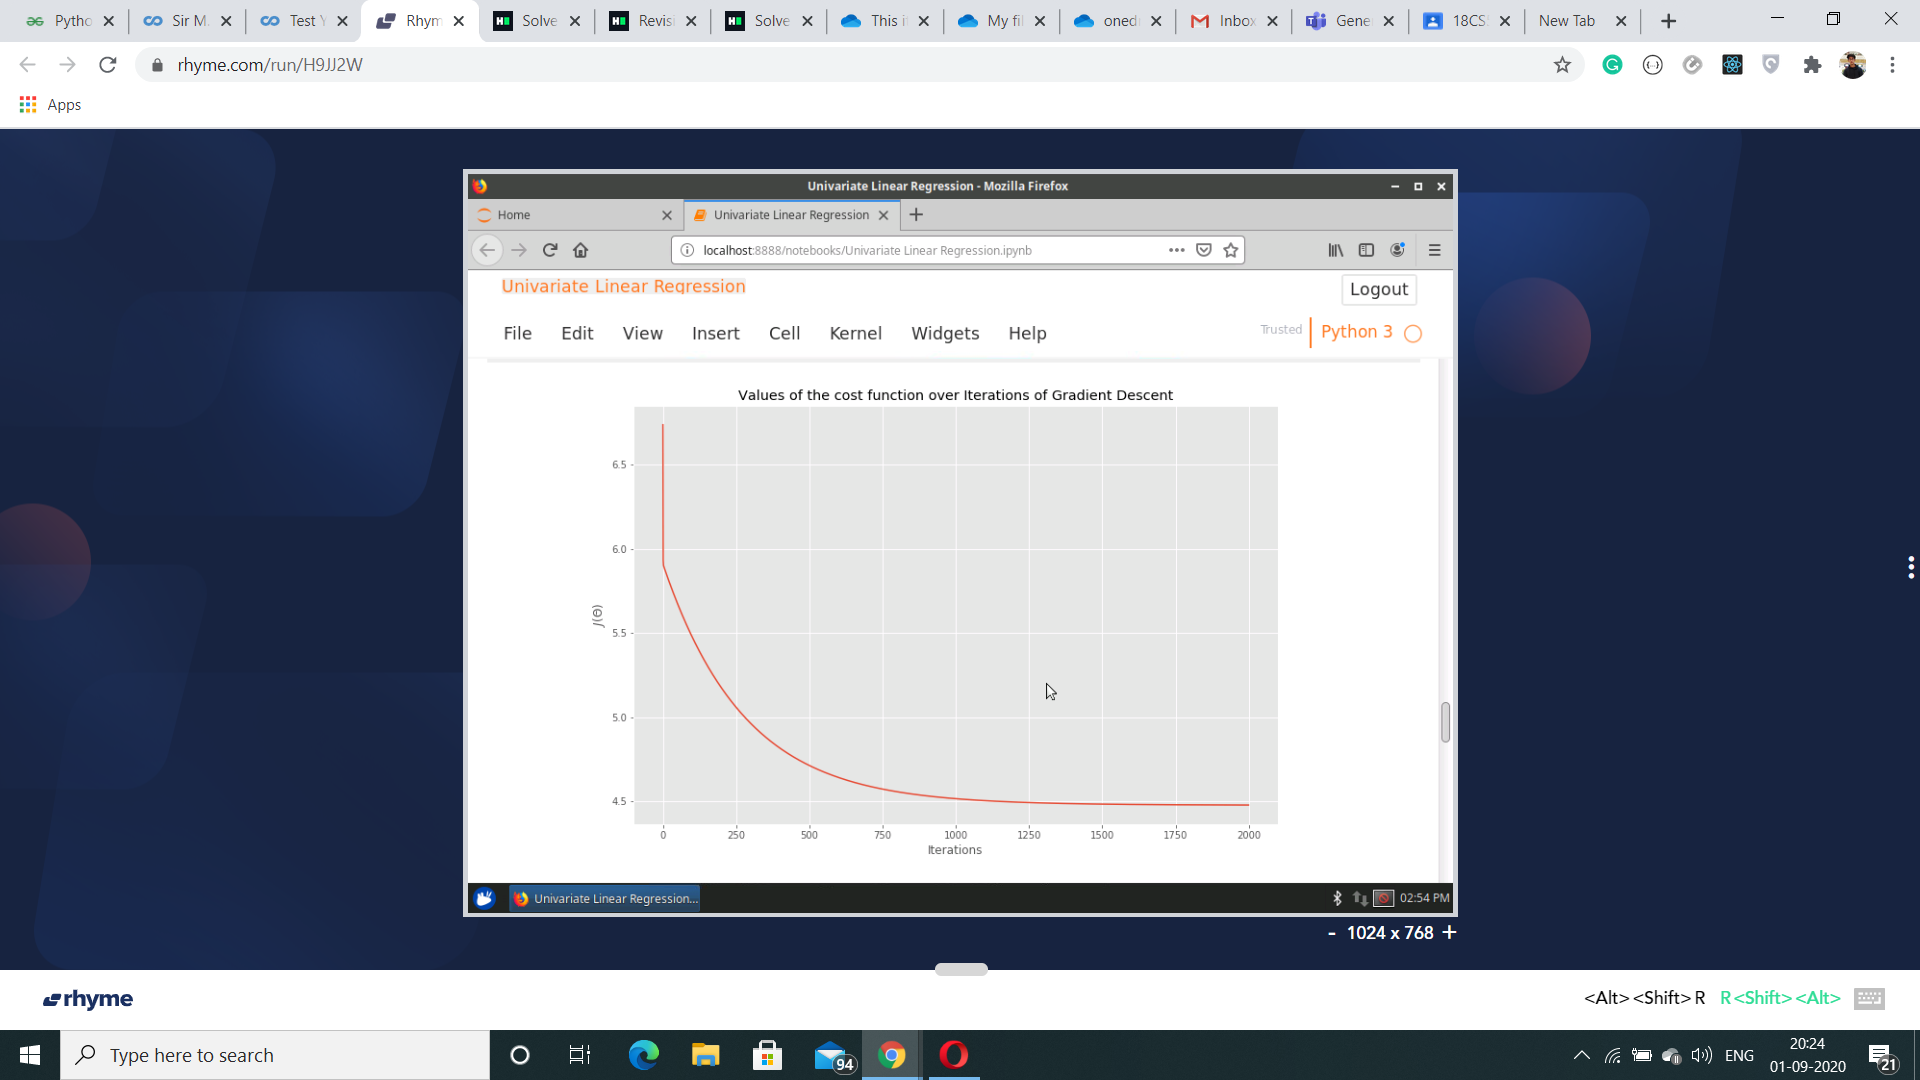 Pytho
Sir M
Test Y
Rhym
Solve
Revisi
Solve
This i
My fil
oned
Inbox
Gene
18CS
New Tab
rhyme.com/run/H9JJ2W
Apps
Univariate Linear Regression - Mozilla Firefox
Home
Univariate Linear Regression
localhost:8888/notebooks/Univariate Linear Regression.ipynb
Univariate Linear Regression
Logout
File Edit View Insert Cell Kernel Widgets Help
Trusted
Python 3
Values of the cost function over Iterations of Gradient Descent
6.5
6.0
5.5
5.0
4.5
J(Θ)
0 250 500 750 1000 1250 1500 1750 2000
Iterations
Univariate Linear Regression...
02:54 PM
- 1024 x 768 +
rhyme
<Alt><Shift>R R<Shift><Alt>
Type here to search
94
ENG
20:24
01-09-2020
21